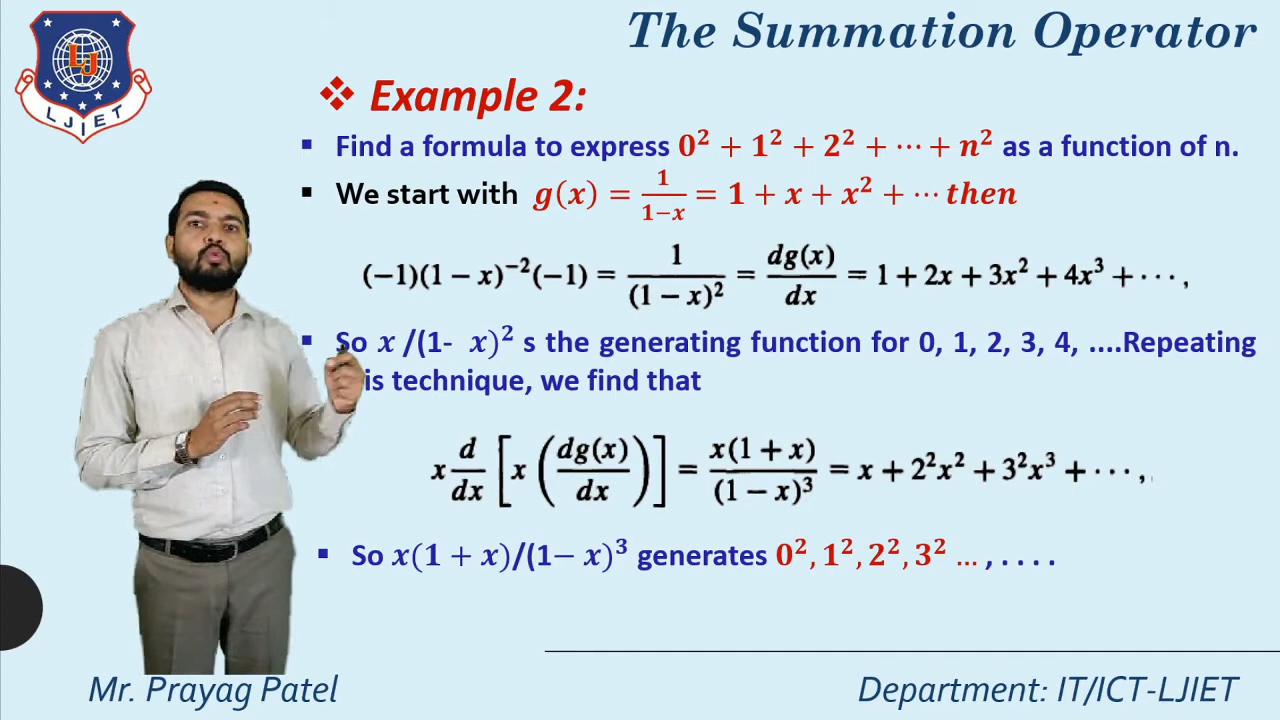 The Summation Operator
LJIET
❖ Example 2:
▪ Find a formula to express 0² + 1² + 2² + ⋯ + n² as a function of n.
▪ We start with g(x) = 1/(1−x) = 1 + x + x² + ⋯ then
(−1)(1 − x)⁻²(−1) = 1/(1 − x)² = dg(x)/dx = 1 + 2x + 3x² + 4x³ + ⋯ ,
▪ So x /(1- x)² s the generating function for 0, 1, 2, 3, 4, ....Repeating
is technique, we find that
x d/dx [x (dg(x)/dx)] = x(1 + x)/(1 − x)³ = x + 2²x² + 3²x³ + ⋯ ,
▪ So x(1 + x)/(1− x)³ generates 0², 1², 2², 3² … , . . . .
Mr. Prayag Patel
Department: IT/ICT-LJIET